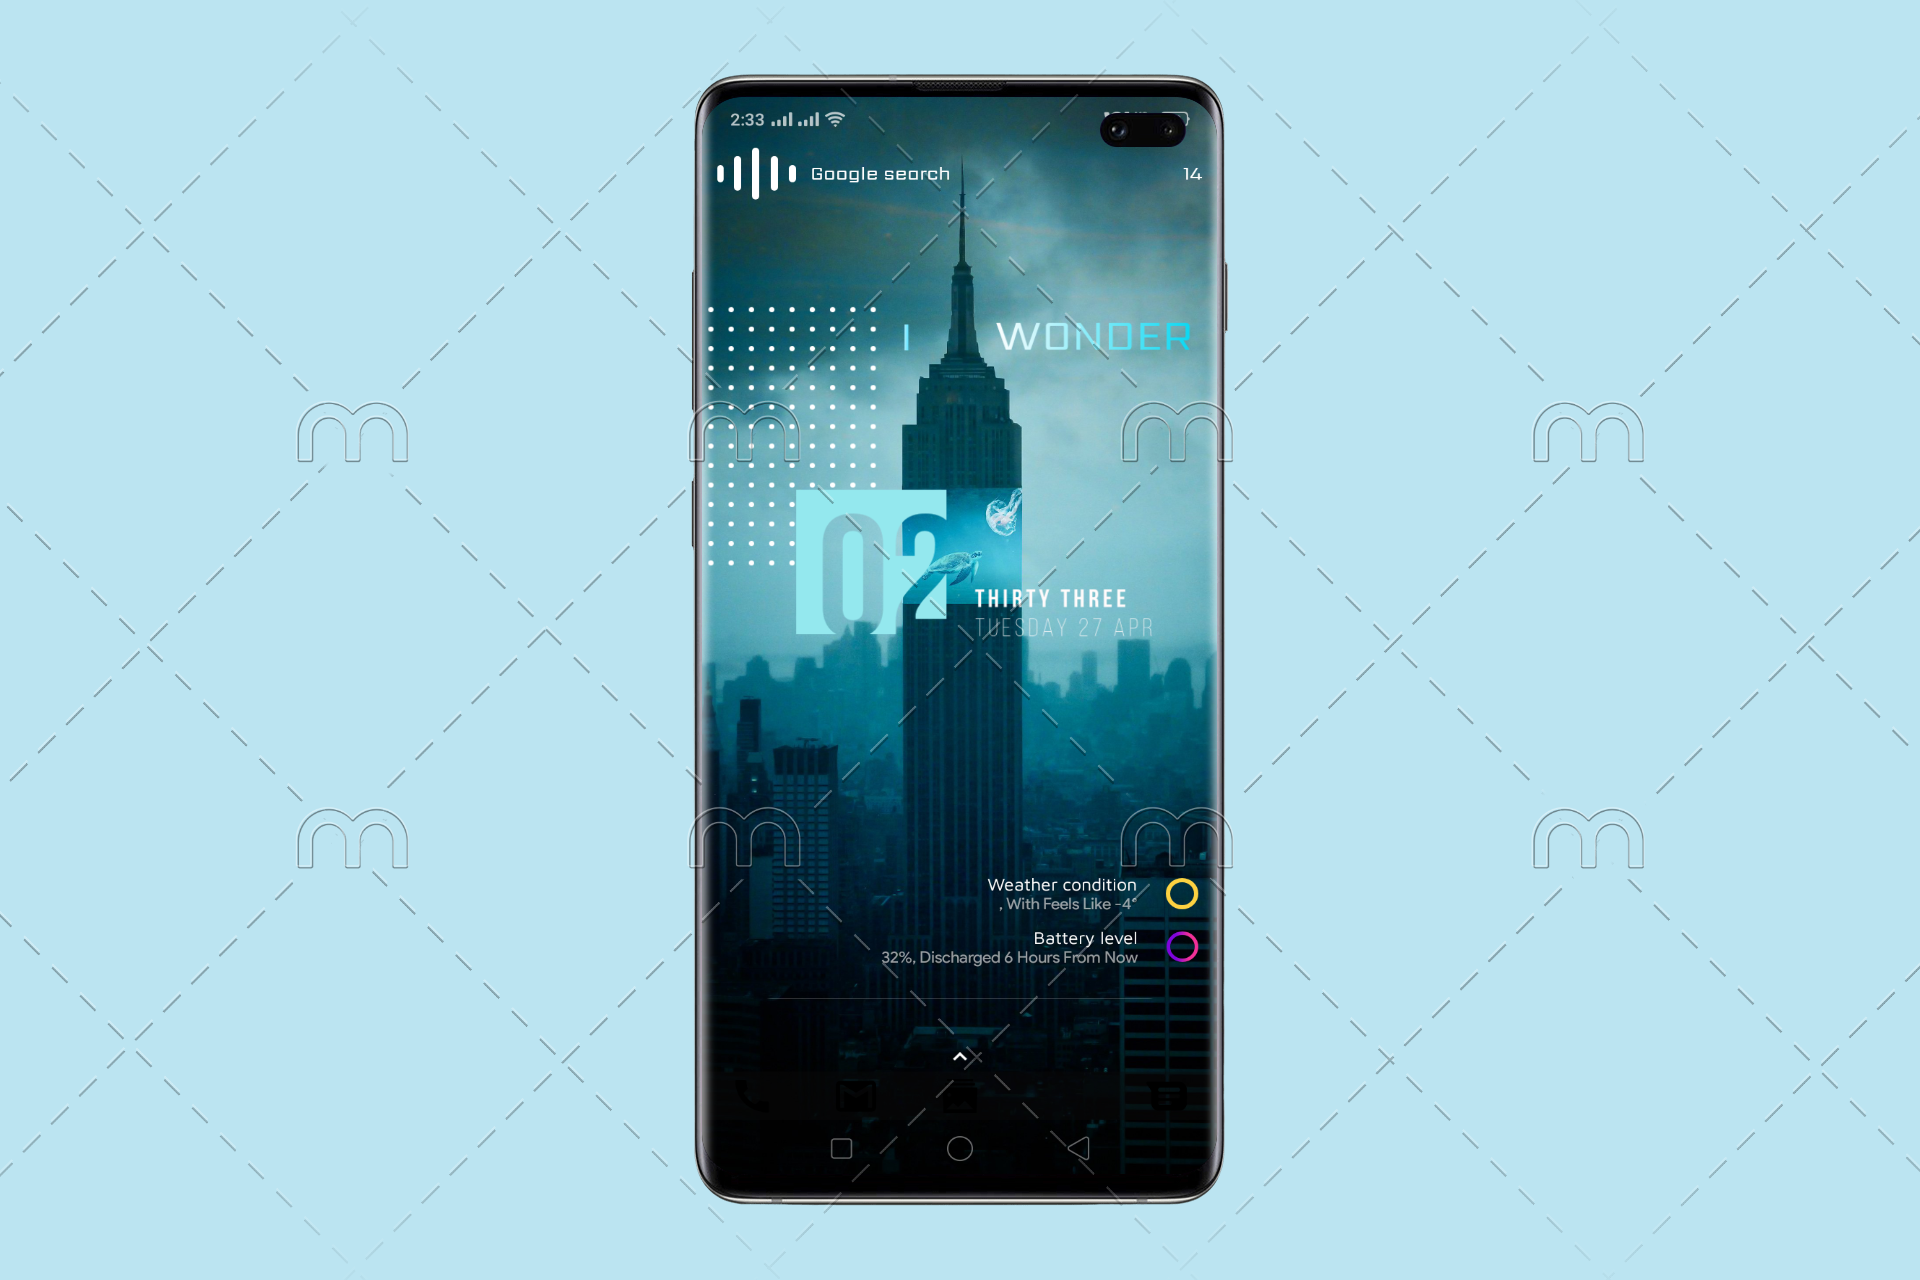 2:33
Google search
14
I WONDER
02
THIRTY THREE
TUESDAY 27 APR
Weather condition
, With Feels Like -4°
Battery level
32%, Discharged 6 Hours From Now